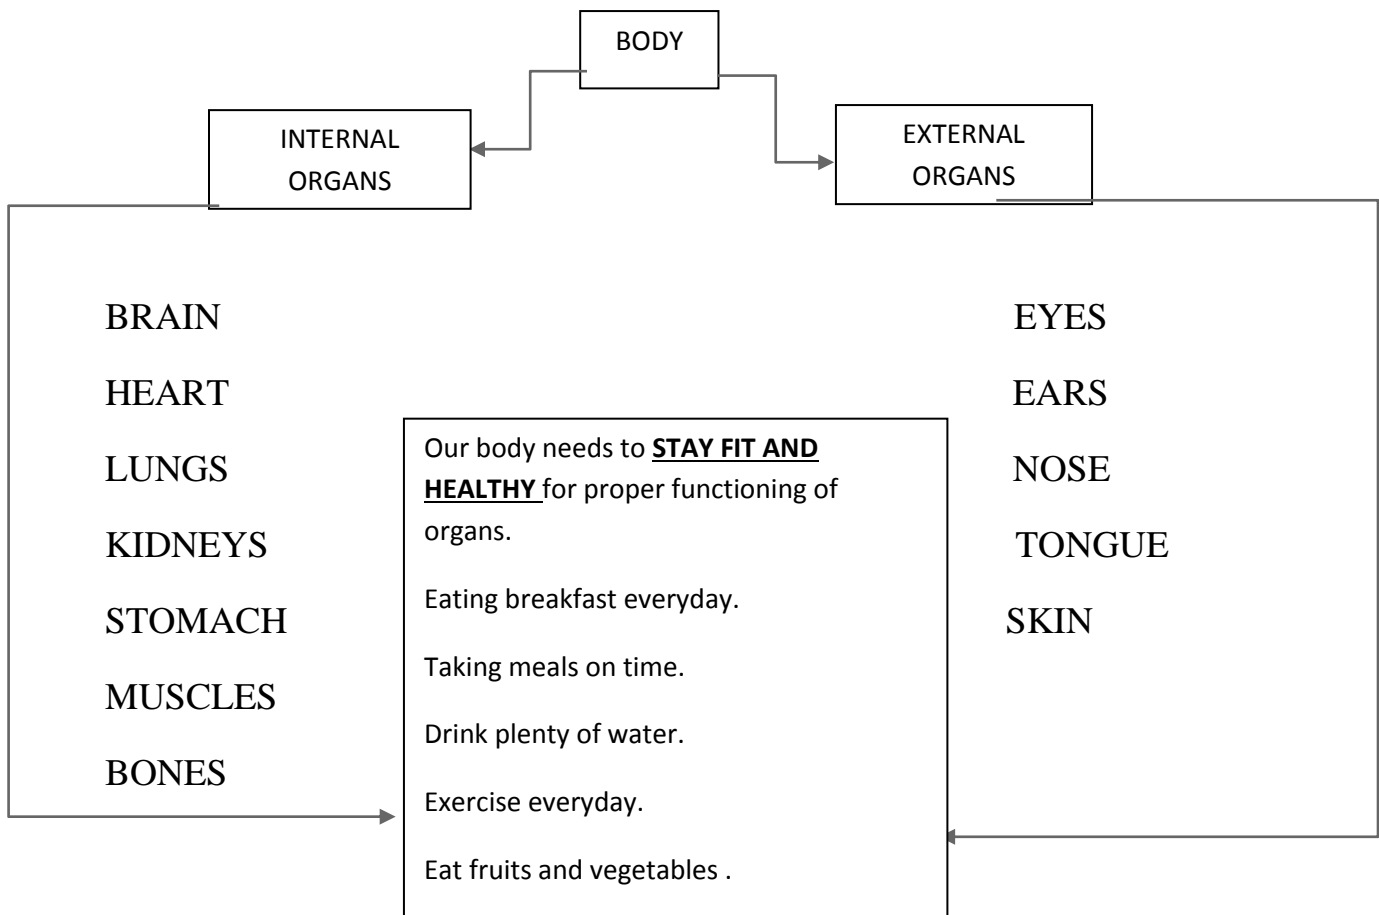 BODY
INTERNAL
ORGANS
EXTERNAL
ORGANS
BRAIN
HEART
LUNGS
KIDNEYS
STOMACH
MUSCLES
BONES
Our body needs to STAY FIT AND
HEALTHY for proper functioning of
organs.
Eating breakfast everyday.
Taking meals on time.
Drink plenty of water.
Exercise everyday.
Eat fruits and vegetables .
EYES
EARS
NOSE
TONGUE
SKIN